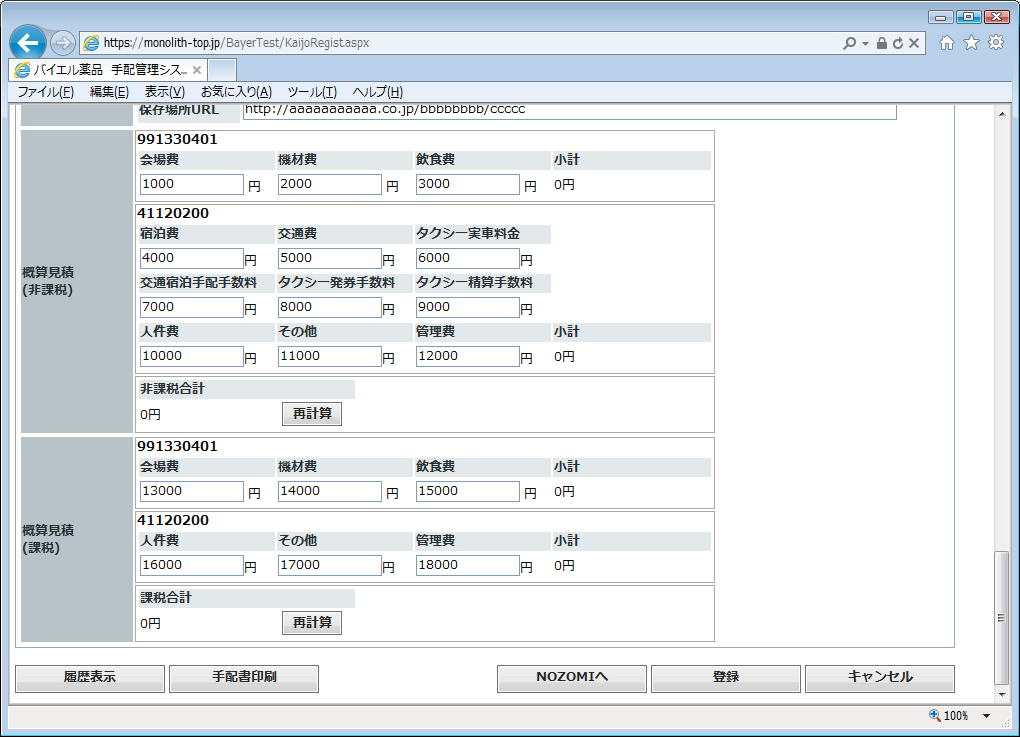 https://monolith-top.jp/BayerTest/KaijoRegist.aspx
バイエル薬品 手配管理シス...
ファイル(F) 編集(E) 表示(V) お気に入り(A) ツール(T) ヘルプ(H)
保存場所URL http://aaaaaaaaaaa.co.jp/bbbbbbbb/ccccc
概算見積
(非課税)
991330401
会場費 機材費 飲食費 小計
1000 円 2000 円 3000 円 0円
41120200
宿泊費 交通費 タクシー実車料金
4000 円 5000 円 6000 円
交通宿泊手配手数料 タクシー発券手数料 タクシー精算手数料
7000 円 8000 円 9000 円
人件費 その他 管理費 小計
10000 円 11000 円 12000 円 0円
非課税合計
0円 再計算
概算見積
(課税)
991330401
会場費 機材費 飲食費 小計
13000 円 14000 円 15000 円 0円
41120200
人件費 その他 管理費 小計
16000 円 17000 円 18000 円 0円
課税合計
0円 再計算
履歴表示 手配書印刷 NOZOMIへ 登録 キャンセル
100%